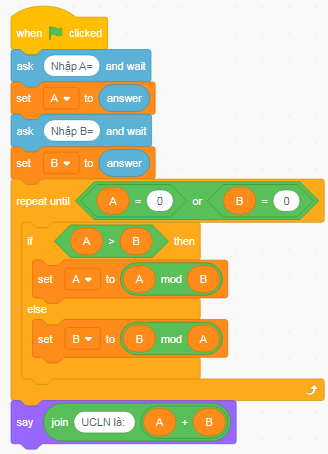 when clicked
ask Nhập A= and wait
set A to answer
ask Nhập B= and wait
set B to answer
repeat until A = 0 or B = 0
if A > B then
set A to A mod B
else
set B to B mod A
say join UCLN là: A + B